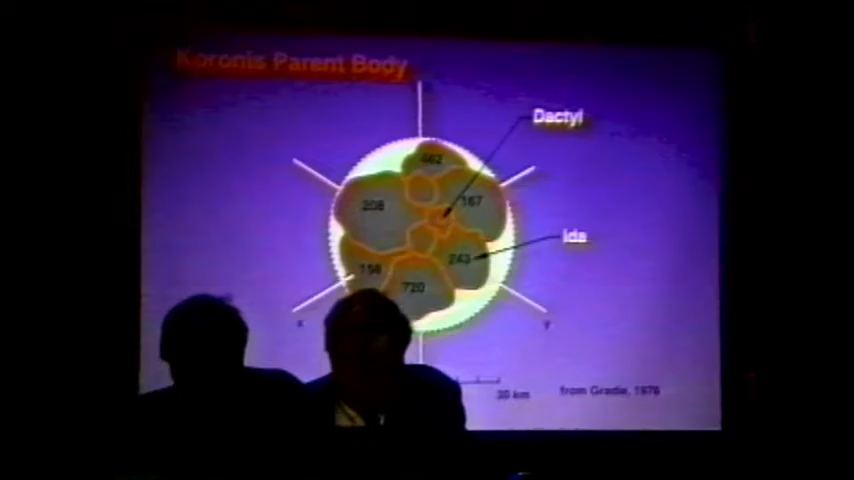 Koronis Parent Body
Dactyl
462
208
167
Ida
243
158
720
x
y
20 km
from Gradie, 1978